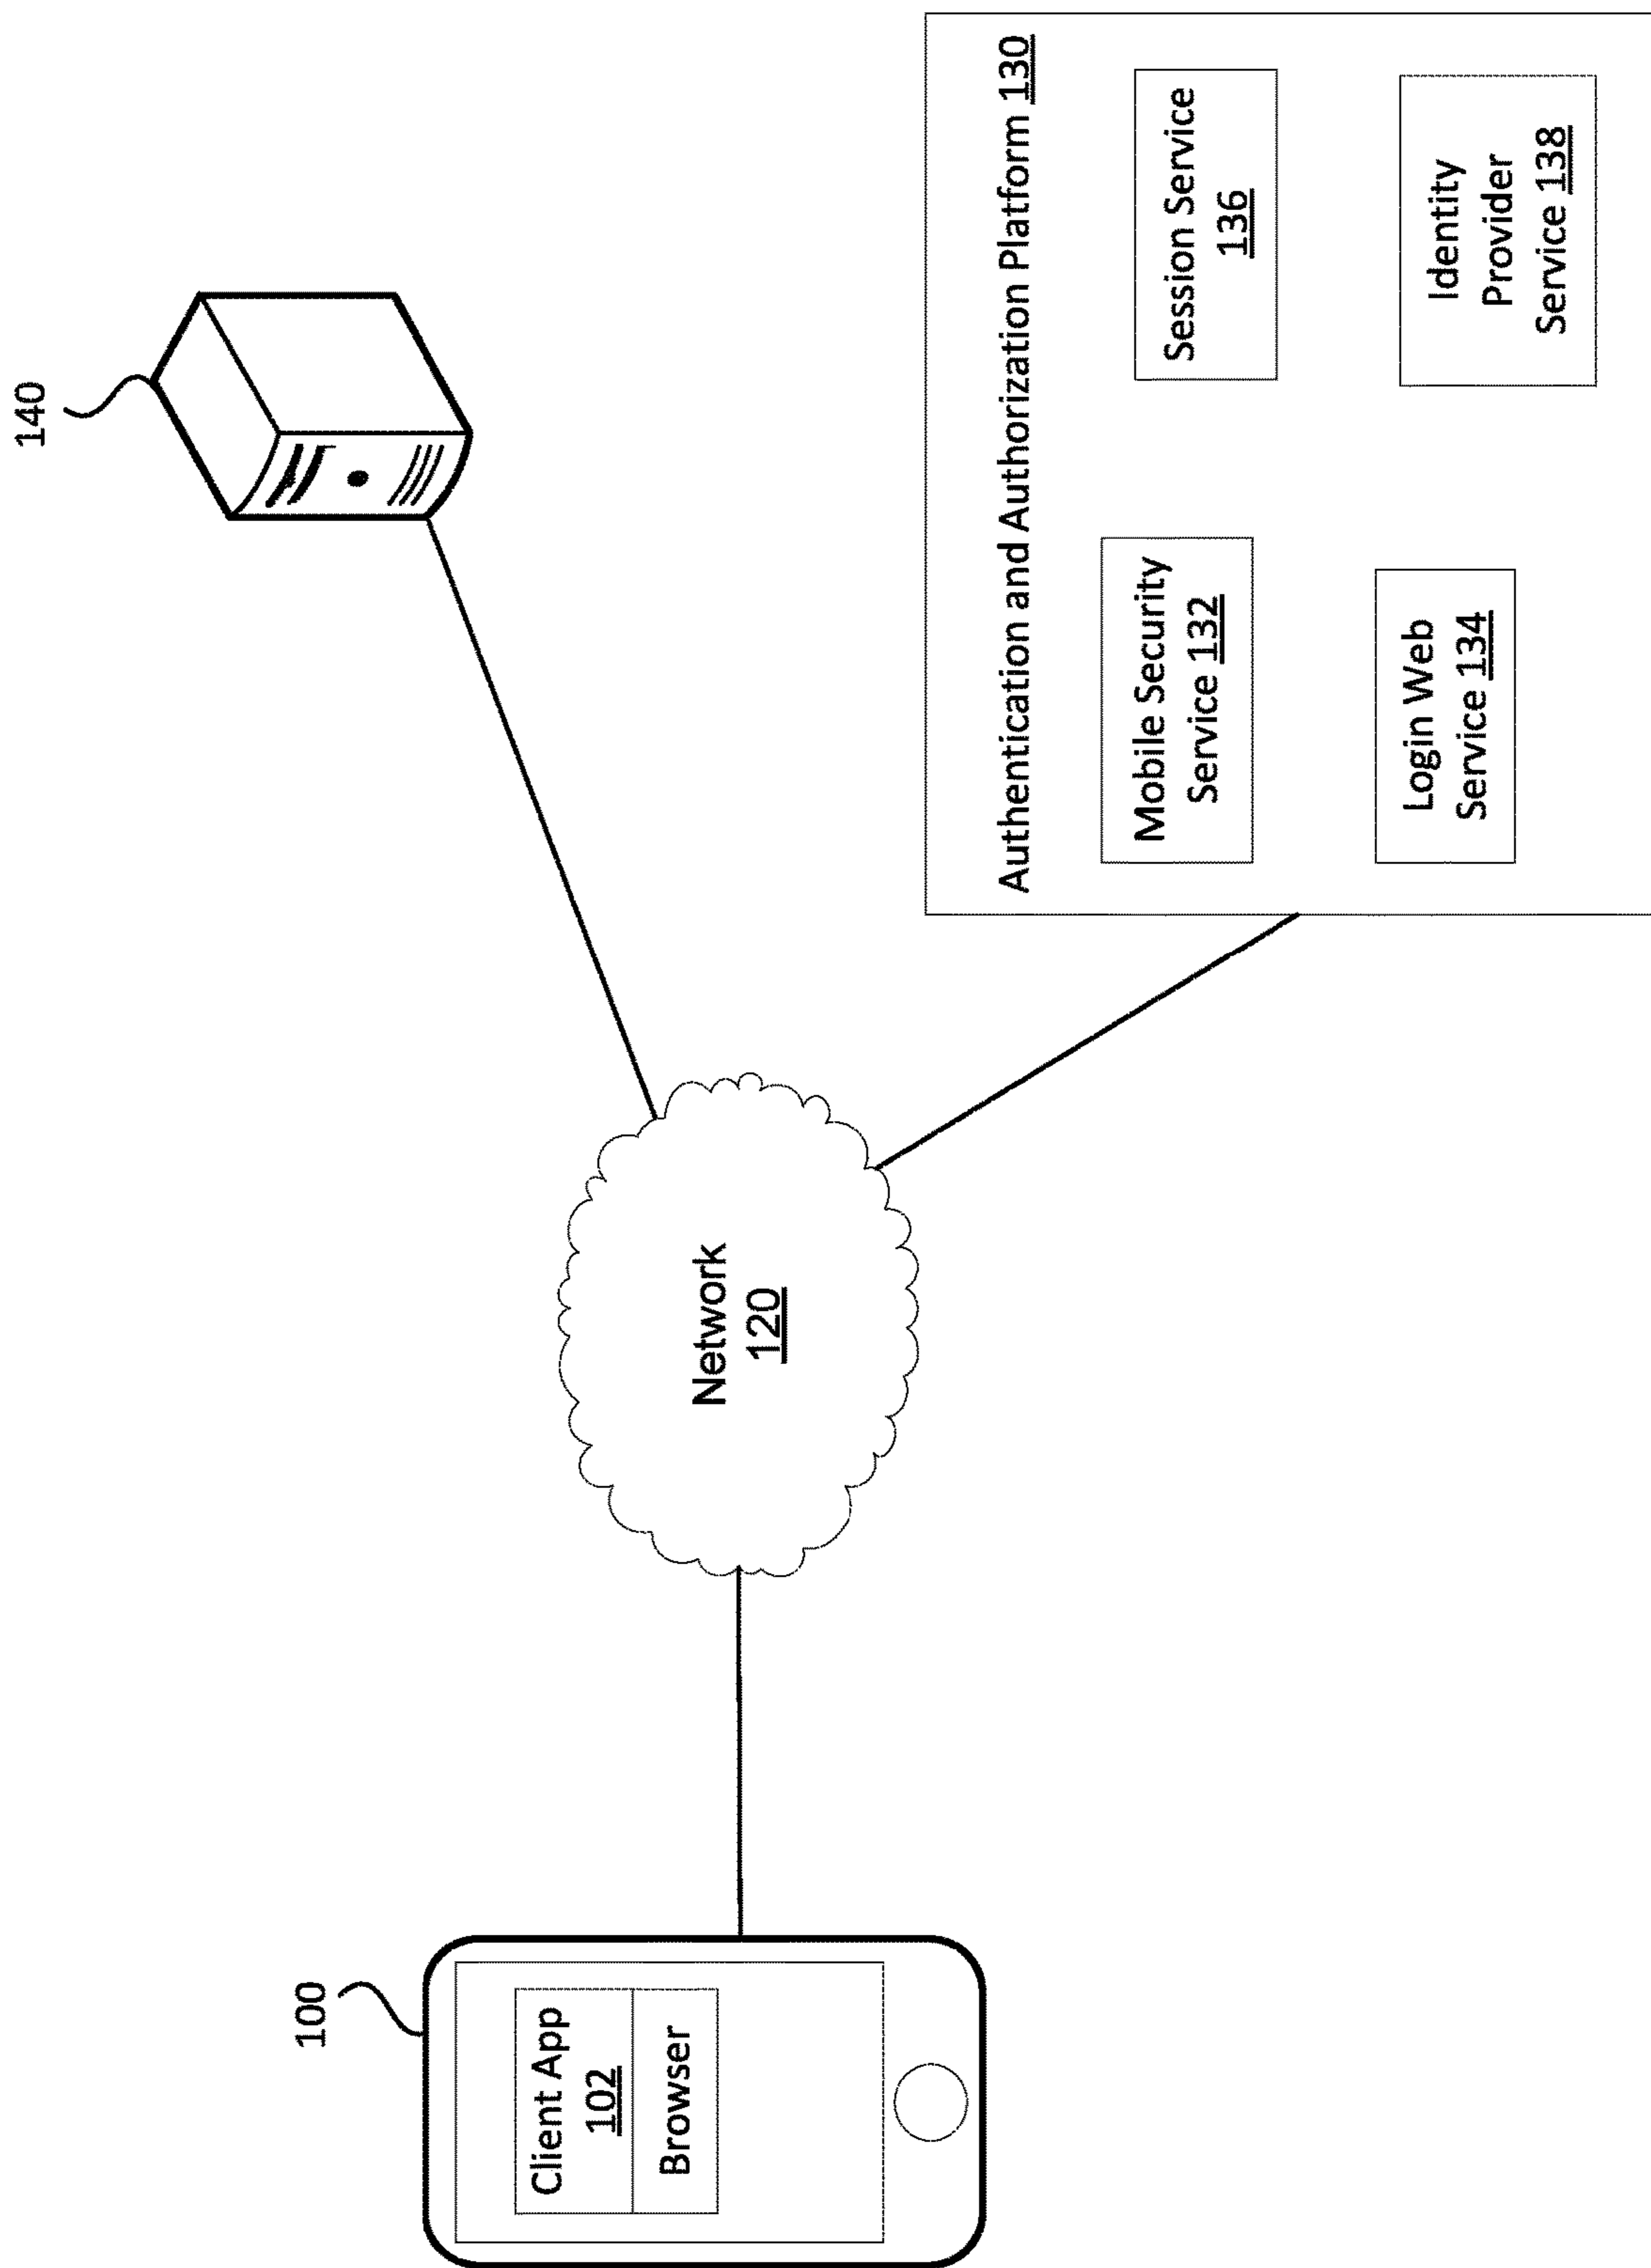 100
Client App
102
Browser
Network
120
140
Authentication and Authorization Platform 130
Mobile Security
Service 132
Session Service
136
Login Web
Service 134
Identity
Provider
Service 138